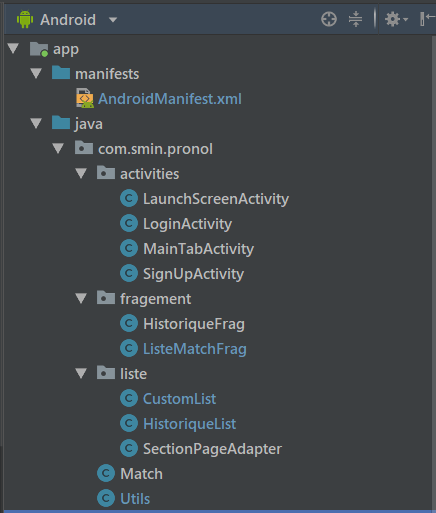 Android
app
manifests
AndroidManifest.xml
java
com.smin.pronol
activities
C LaunchScreenActivity
C LoginActivity
C MainTabActivity
C SignUpActivity
fragement
C HistoriqueFrag
C ListeMatchFrag
liste
C CustomList
C HistoriqueList
C SectionPageAdapter
C Match
C Utils